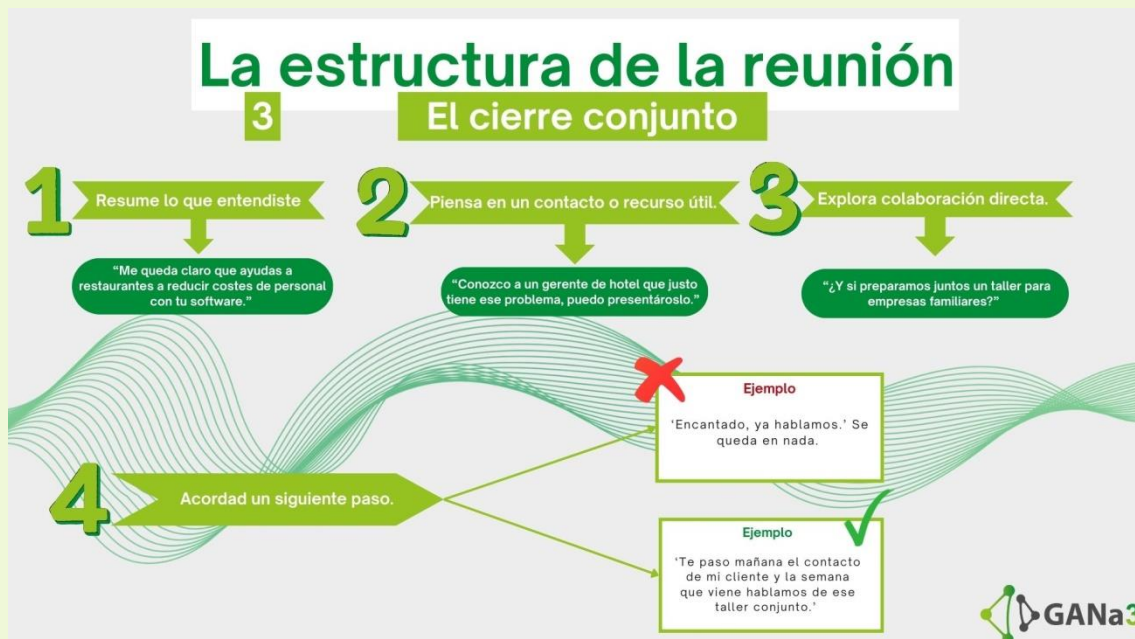 La estructura de la reunión
3
El cierre conjunto
1
Resume lo que entendiste
“Me queda claro que ayudas a
restaurantes a reducir costes de personal
con tu software.”
2
Piensa en un contacto o recurso útil.
“Conozco a un gerente de hotel que justo
tiene ese problema, puedo presentároslo.”
3
Explora colaboración directa.
“¿Y si preparamos juntos un taller para
empresas familiares?”
4
Acordad un siguiente paso.
Ejemplo
‘Encantado, ya hablamos.’ Se
queda en nada.
Ejemplo
‘Te paso mañana el contacto
de mi cliente y la semana
que viene hablamos de ese
taller conjunto.’
GANa3